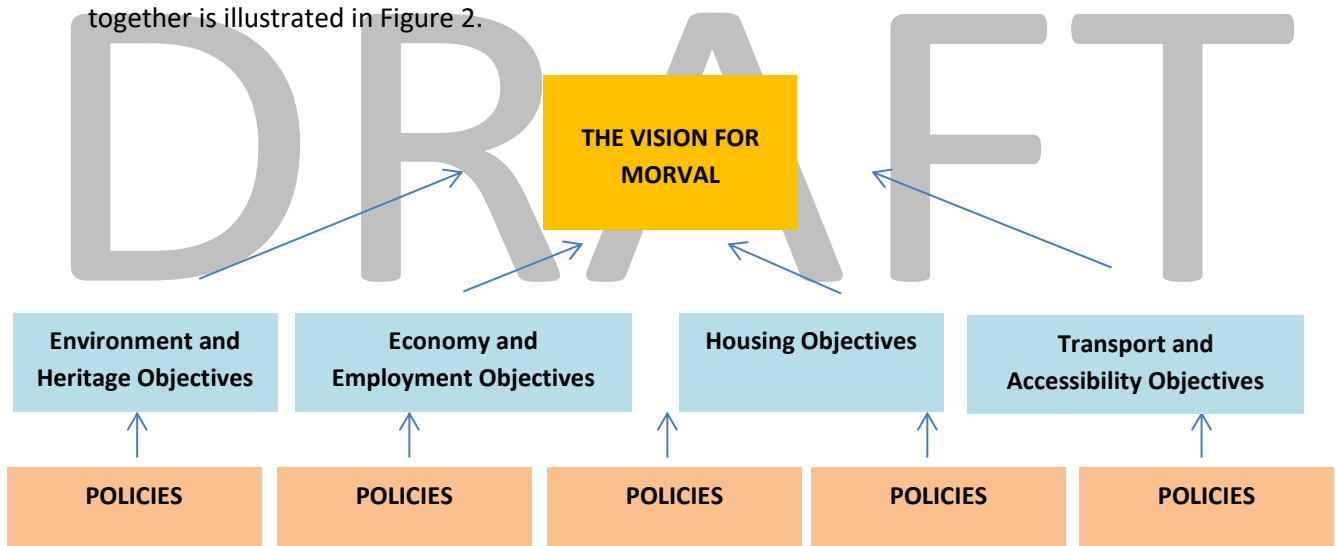 together is illustrated in Figure 2.
DRAFT
THE VISION FOR
MORVAL
Environment and
Heritage Objectives
Economy and
Employment Objectives
Housing Objectives
Transport and
Accessibility Objectives
POLICIES
POLICIES
POLICIES
POLICIES
POLICIES